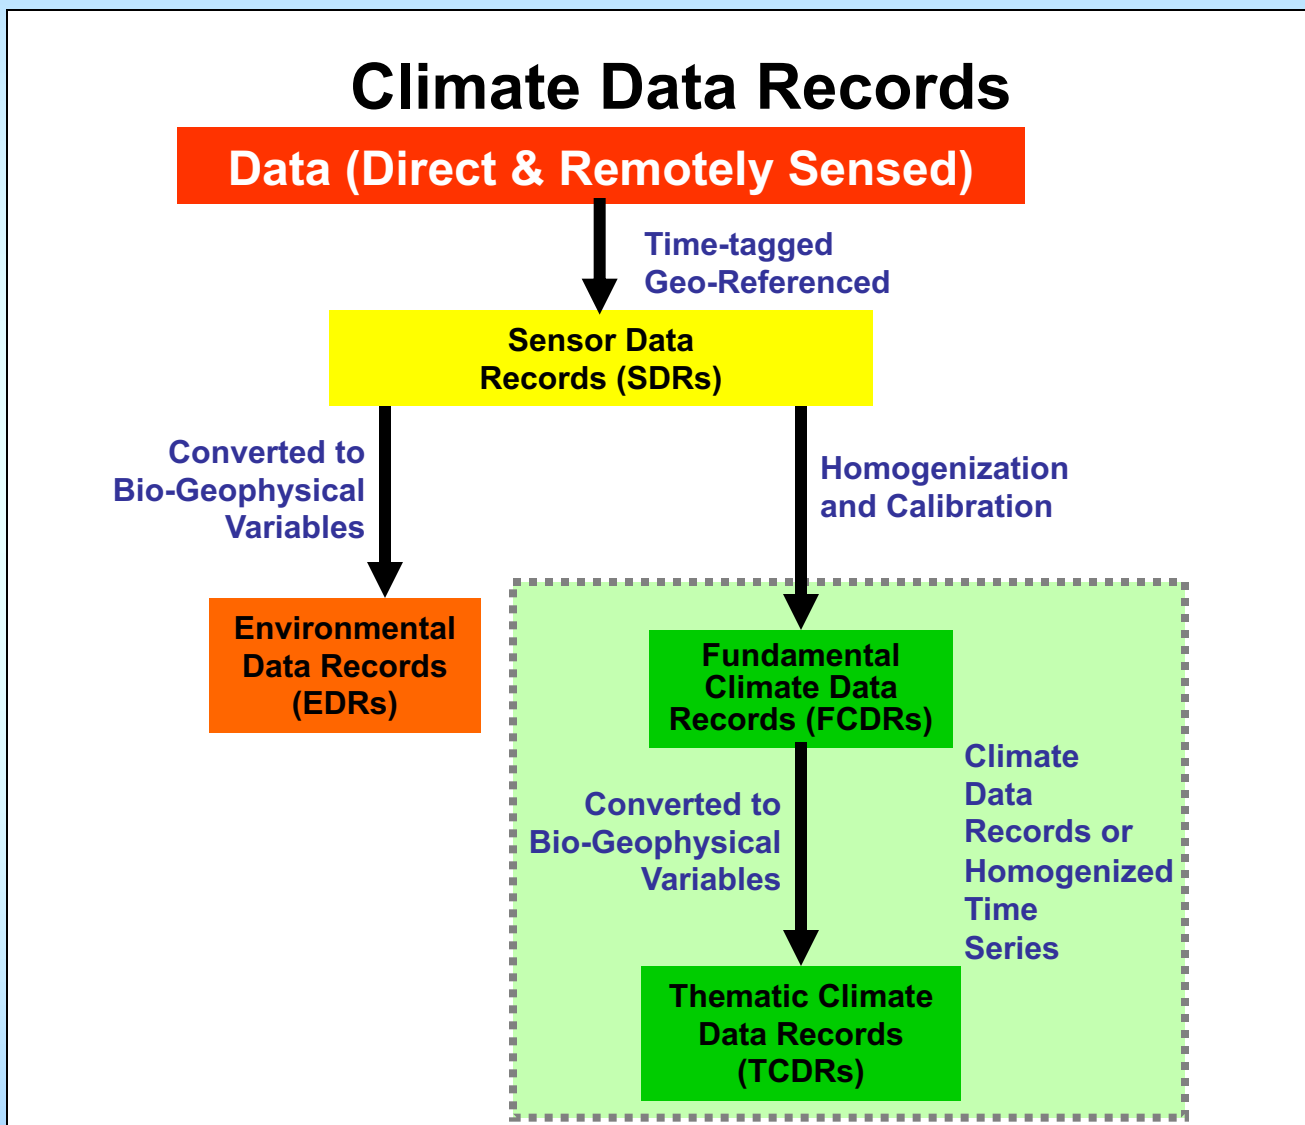 Climate Data Records
Data (Direct & Remotely Sensed)
Time-tagged
Geo-Referenced
Sensor Data
Records (SDRs)
Converted to
Bio-Geophysical
Variables
Homogenization
and Calibration
Environmental
Data Records
(EDRs)
Fundamental
Climate Data
Records (FCDRs)
Converted to
Bio-Geophysical
Variables
Climate
Data
Records or
Homogenized
Time
Series
Thematic Climate
Data Records
(TCDRs)